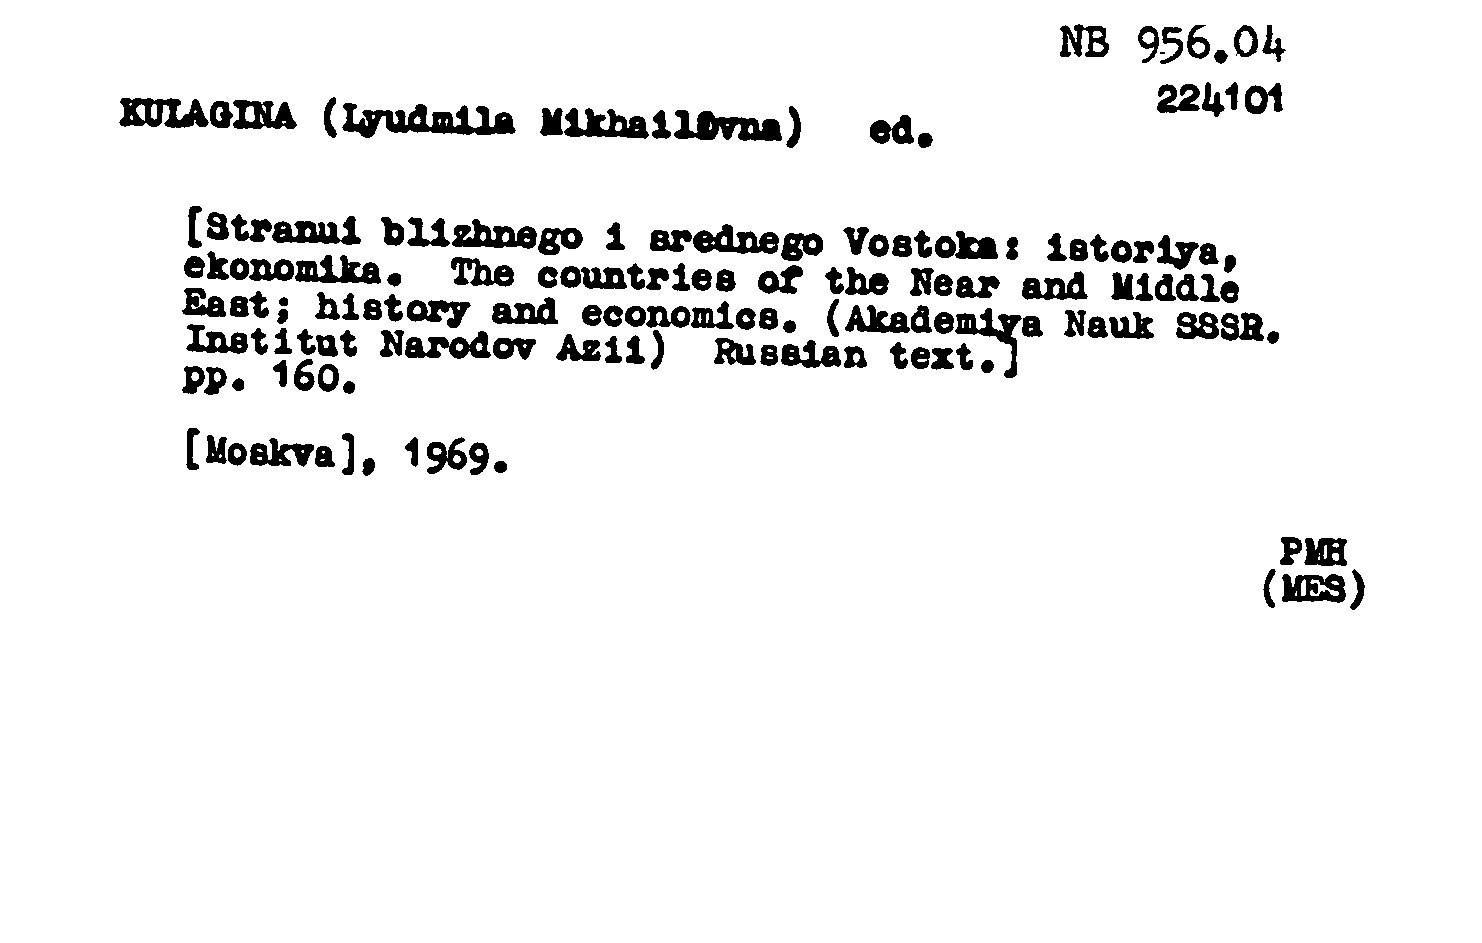 NB 956.04
224101
KULAGINA (Lyudmila Mikhailovna) ed.
[Stranui blizhnego i srednego Vostoka: istoriya,
ekonomika. The countries of the Near and Middle
East; history and economics. (Akademiya Nauk SSSR.
Institut Narodov Azii) Russian text.]
pp. 160.
[Moskva], 1969.
PMH
(MES)